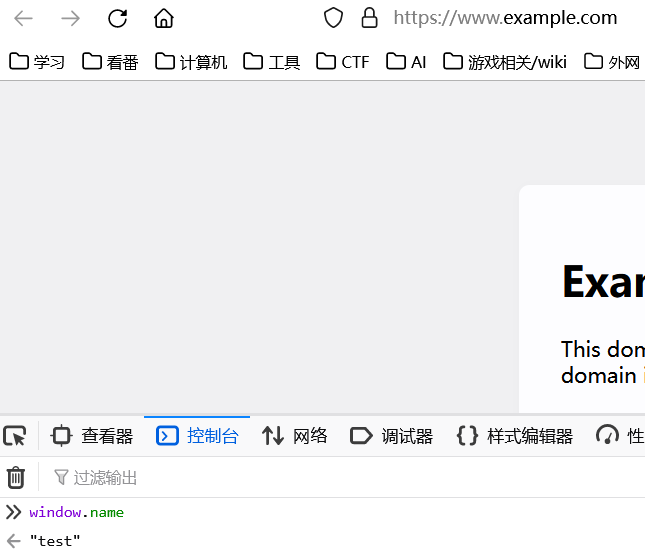 https://www.example.com
学习 看番 计算机 工具 CTF AI 游戏相关/wiki 外网
This dom
domain
查看器 控制台 网络 调试器 样式编辑器 性
过滤输出
window.name
"test"